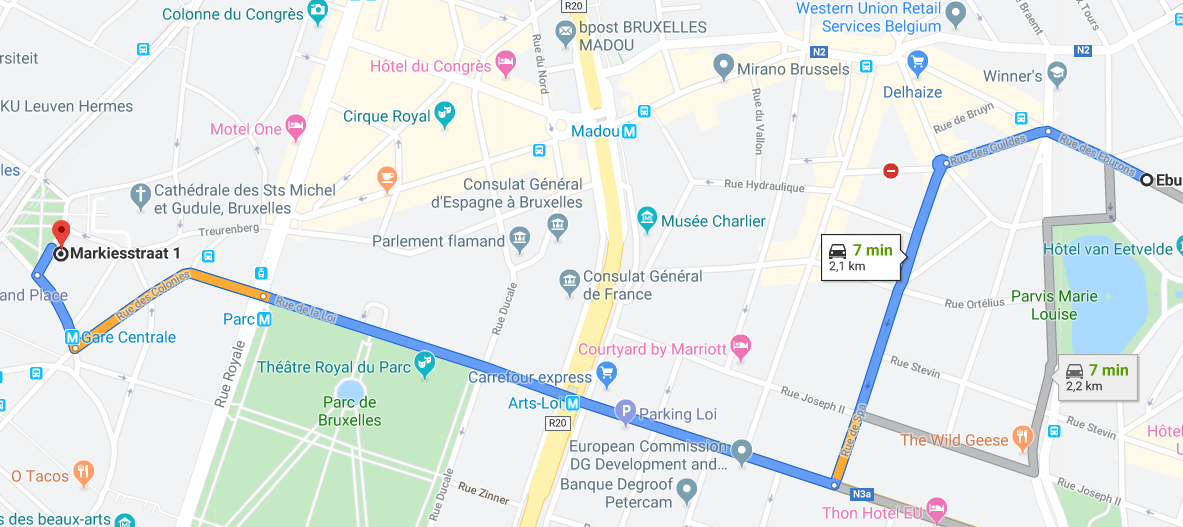 R20
Colonne du Congrès
Western Union Retail
Services Belgium
bpost BRUXELLES
MADOU
Rue du Nord
N2
N2
Hôtel du Congrès
Mirano Brussels
Winner's
Delhaize
KU Leuven Hermes
Motel One
Cirque Royal
Madou M
Rue du Vallon
Rue de Bruyn
Rue des Guildes
Rue des Eburons
Ebu
Rue Hydraulique
Cathédrale des Sts Michel
et Gudule, Bruxelles
Consulat Général
d'Espagne à Bruxelles
Musée Charlier
Treurenberg
Parlement flamand
Markiesstraat 1
7 min
2,1 km
Hôtel van Eetvelde
Consulat Général
de France
Rue des Colonies
and Place
Rue de la Loi
Rue Ducale
Parc M
Rue Ortélius
Parvis Marie
Louise
M Gare Centrale
Rue Royale
Théâtre Royal du Parc
Courtyard by Marriott
Carrefour express
Rue Stevin
7 min
2,2 km
Parc de
Bruxelles
Arts-Loi M
R20
P Parking Loi
Rue Joseph II
Rue de Spa
Rue Stevin
The Wild Geese
Hôtel
European Commission
DG Development and...
O Tacos
Rue Ducale
Rue Zinner
Banque Degroof
Petercam
N3a
Rue Joseph II
Thon Hotel EU
s des beaux-arts